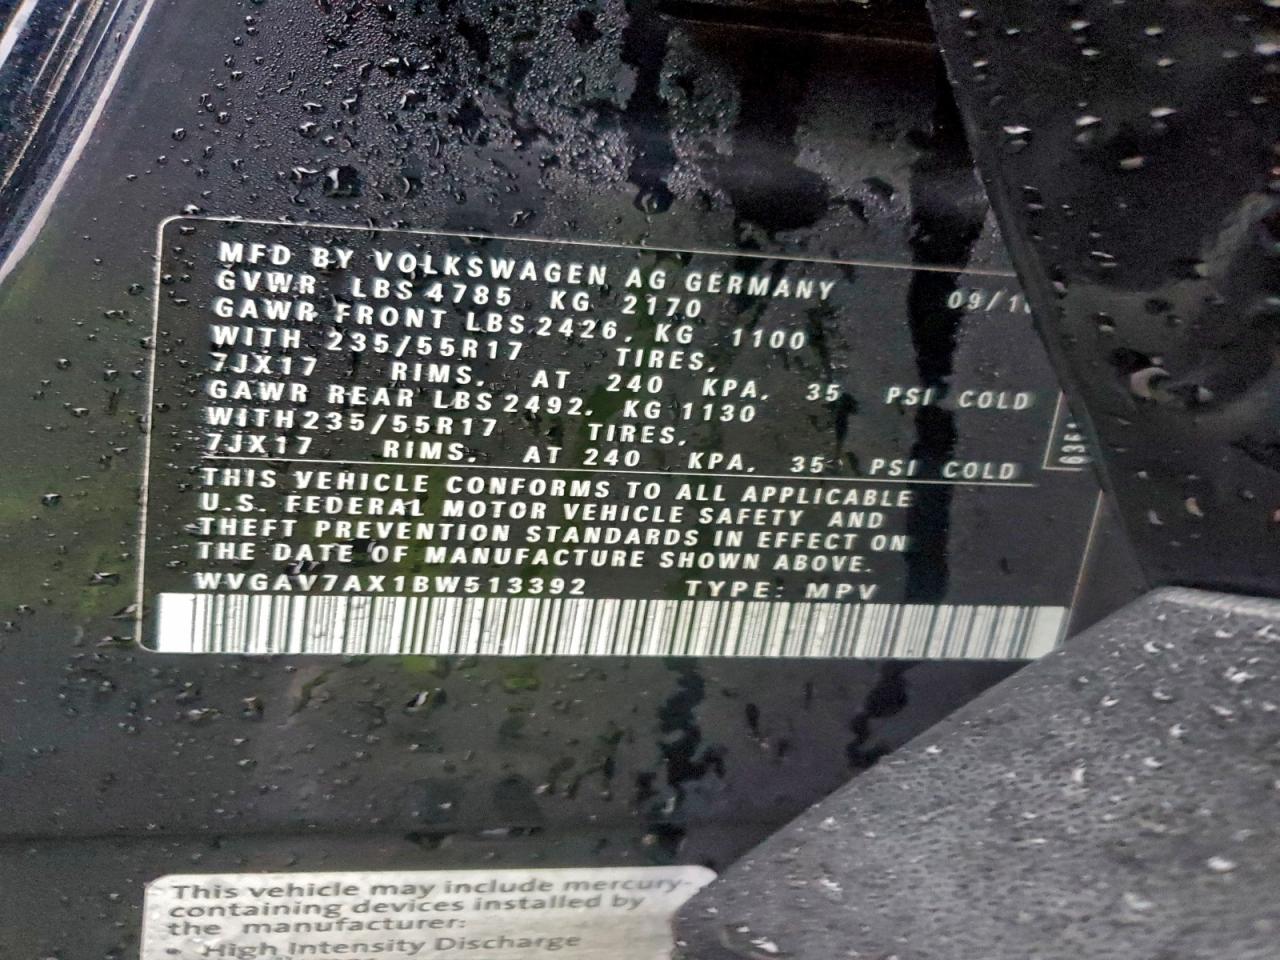 MFD BY VOLKSWAGEN AG GERMANY 09/1
GVWR LBS 4785 KG 2170
GAWR FRONT LBS 2426, KG 1100
WITH 235/55R17 TIRES,
7JX17 RIMS, AT 240 KPA, 35 PSI COLD
GAWR REAR LBS 2492, KG 1130
WITH 235/55R17 TIRES,
7JX17 RIMS, AT 240 KPA, 35 PSI COLD
THIS VEHICLE CONFORMS TO ALL APPLICABLE
U.S. FEDERAL MOTOR VEHICLE SAFETY AND
THEFT PREVENTION STANDARDS IN EFFECT ON
THE DATE OF MANUFACTURE SHOWN ABOVE.
WVGAV7AX1BW513392 TYPE: MPV
This vehicle may include mercury-
containing devices installed by
the manufacturer:
• High Intensity Discharge